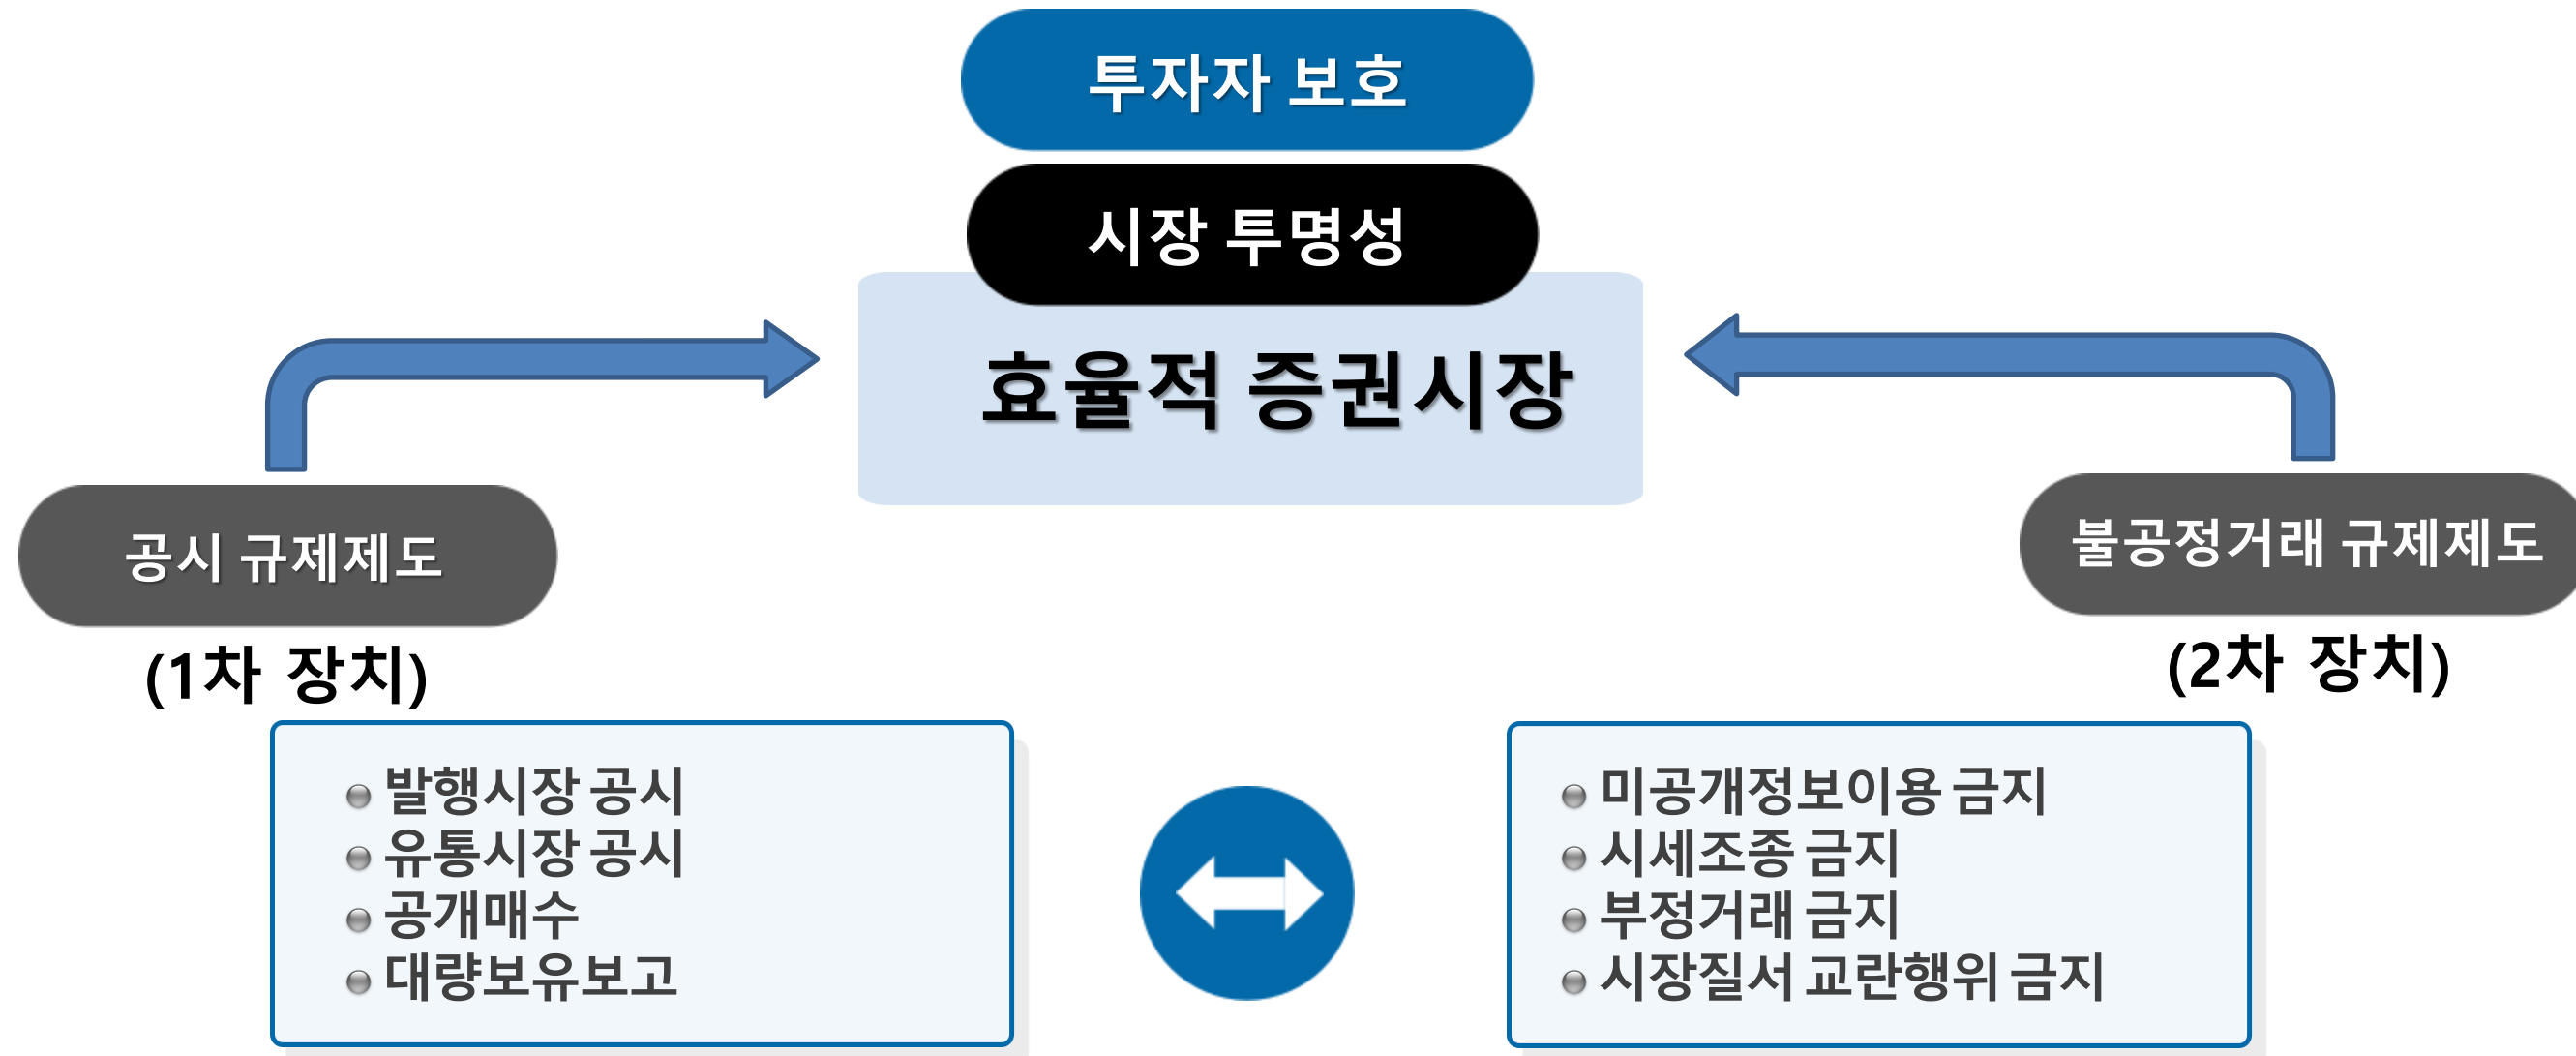 투자자 보호
시장 투명성
효율적 증권시장
공시 규제제도
(1차 장치)
발행시장 공시
유통시장 공시
공개매수
대량보유보고
불공정거래 규제제도
(2차 장치)
미공개정보이용 금지
시세조종 금지
부정거래 금지
시장질서 교란행위 금지